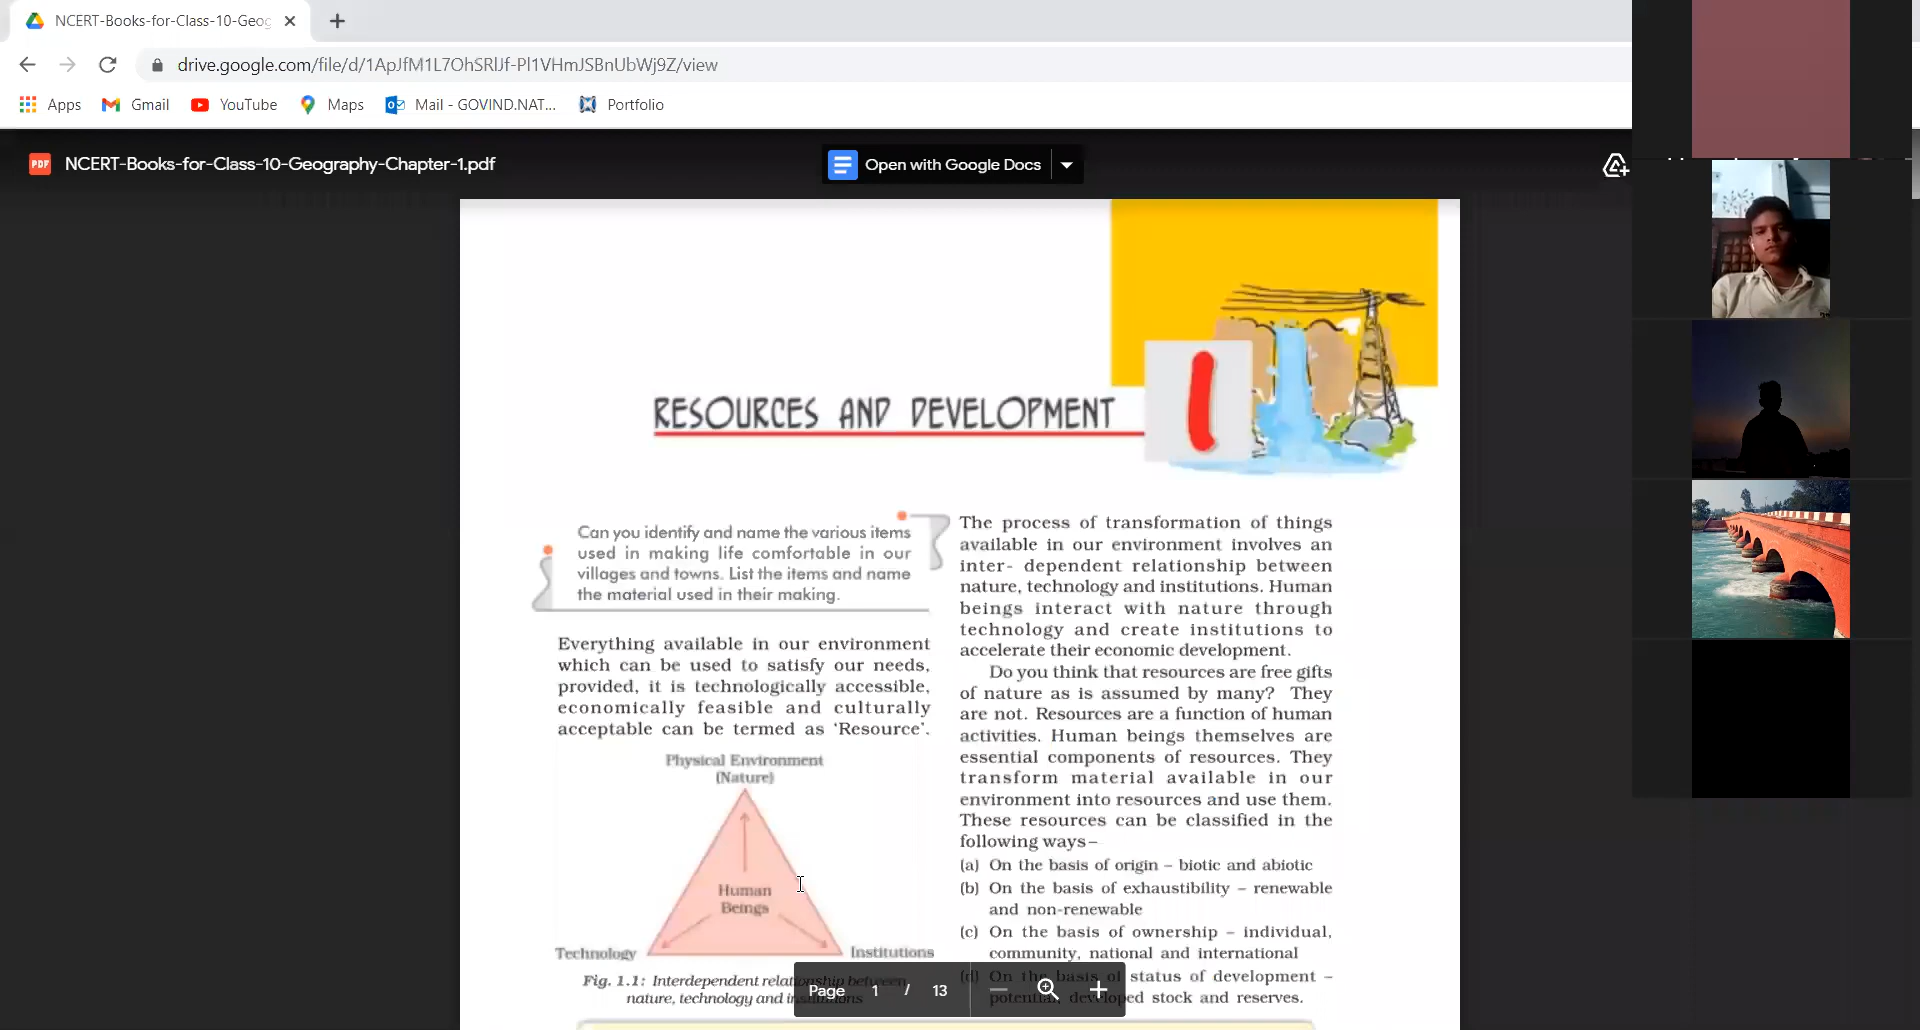 NCERT-Books-for-Class-10-Geog
drive.google.com/file/d/1ApJfM1L7OhSRlJf-Pl1VHmJSBnUbWj9Z/view
Apps Gmail YouTube Maps Mail - GOVIND.NAT... Portfolio
PDF NCERT-Books-for-Class-10-Geography-Chapter-1.pdf
Open with Google Docs
RESOURCES AND DEVELOPMENT
1
Can you identify and name the various items
used in making life comfortable in our
villages and towns. List the items and name
the material used in their making.
Everything available in our environment
which can be used to satisfy our needs,
provided, it is technologically accessible,
economically feasible and culturally
acceptable can be termed as ‘Resource’.
Physical Environment
(Nature)
Human
Beings
Technology
Institutions
Fig. 1.1: Interdependent relationship between
nature, technology and institutions
The process of transformation of things
available in our environment involves an
inter- dependent relationship between
nature, technology and institutions. Human
beings interact with nature through
technology and create institutions to
accelerate their economic development.
Do you think that resources are free gifts
of nature as is assumed by many? They
are not. Resources are a function of human
activities. Human beings themselves are
essential components of resources. They
transform material available in our
environment into resources and use them.
These resources can be classified in the
following ways–
(a) On the basis of origin – biotic and abiotic
(b) On the basis of exhaustibility – renewable
and non-renewable
(c) On the basis of ownership – individual,
community, national and international
(d) On the basis of status of development –
potential, developed stock and reserves.
Page 1 / 13